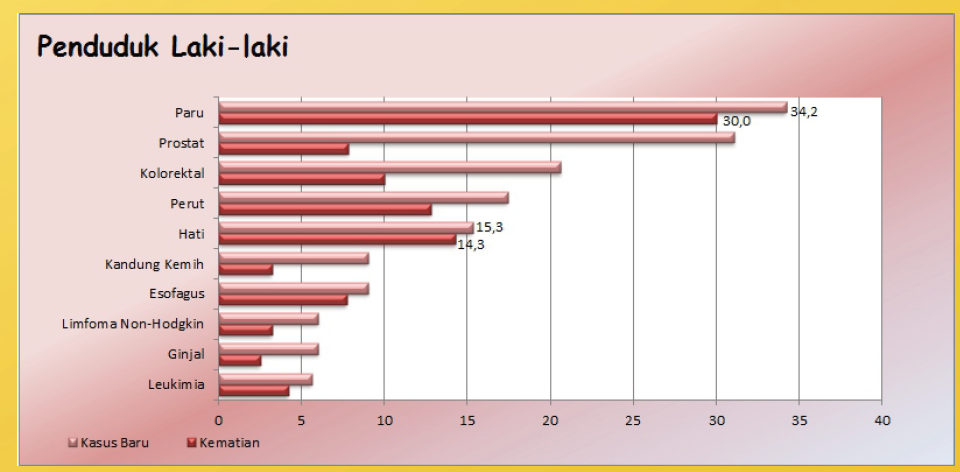 Penduduk Laki-laki
Paru
34,2
30,0
Prostat
Kolorektal
Perut
Hati
15,3
14,3
Kandung Kemih
Esofagus
Limfoma Non-Hodgkin
Ginjal
Leukimia
0 5 10 15 20 25 30 35 40
Kasus Baru Kematian